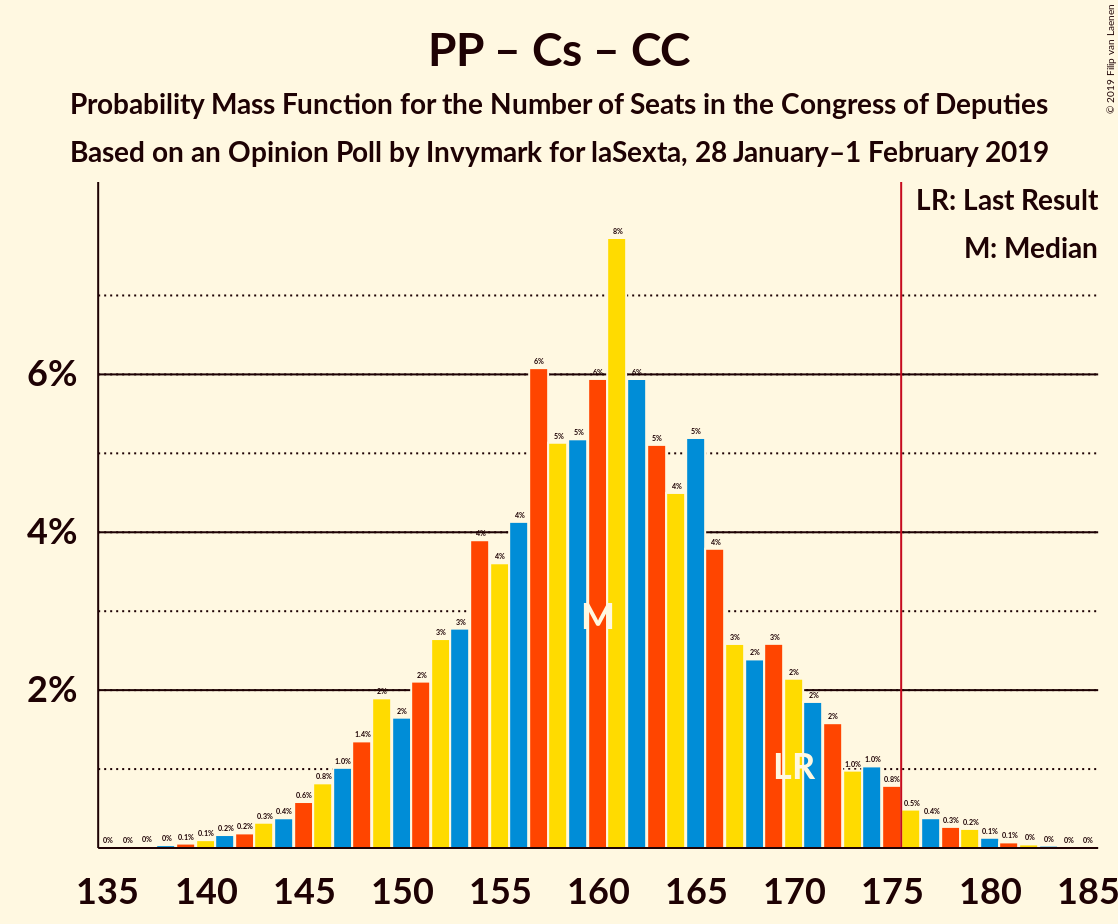 PP – Cs – CC
Probability Mass Function for the Number of Seats in the Congress of Deputies
Based on an Opinion Poll by Invymark for laSexta, 28 January–1 February 2019
© 2019 Filip van Laenen
LR: Last Result
M: Median
6%
4%
2%
0% 0% 0% 0% 0.1% 0.1% 0.2% 0.2% 0.3% 0.4% 0.6% 0.8% 1.0% 1.4% 2% 2% 2% 3% 3% 4% 4% 4% 6% 5% 5% 6% 8% 6% 5% 4% 5% 4% 3% 2% 3% 2% 2% 2% 1.0% 1.0% 0.8% 0.5% 0.4% 0.3% 0.2% 0.1% 0.1% 0% 0% 0% 0%
M
LR
135 140 145 150 155 160 165 170 175 180 185